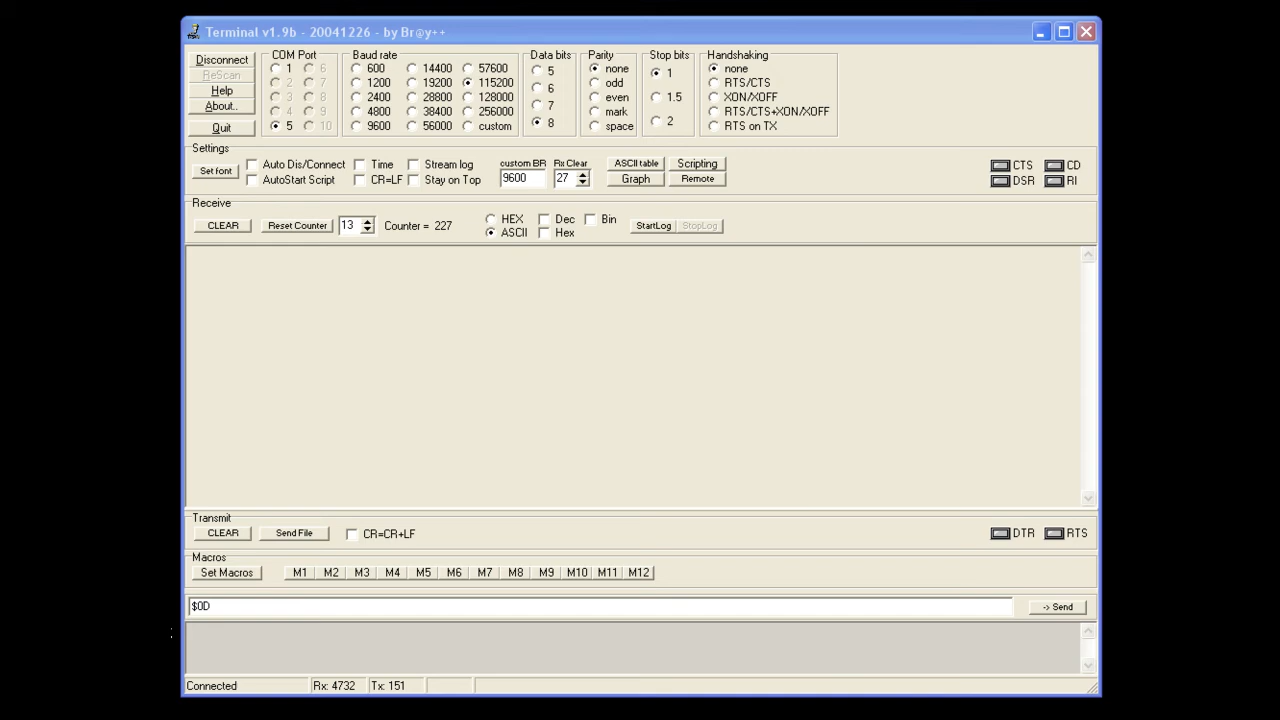 Terminal v1.9b - 20041226 - by Br@y++
Disconnect
ReScan
Help
About..
Quit
COM Port
1 6
2 7
3 8
4 9
5 10
Baud rate
600 14400 57600
1200 19200 115200
2400 28800 128000
4800 38400 256000
9600 56000 custom
Data bits
5
6
7
8
Parity
none
odd
even
mark
space
Stop bits
1
1.5
2
Handshaking
none
RTS/CTS
XON/XOFF
RTS/CTS+XON/XOFF
RTS on TX
Settings
Set font
Auto Dis/Connect Time Stream log
AutoStart Script CR=LF Stay on Top
custom BR Rx Clear
9600 27
ASCII table Scripting
Graph Remote
CTS CD
DSR RI
Receive
CLEAR Reset Counter 13 Counter = 227
HEX Dec Bin
ASCII Hex
StartLog StopLog
Transmit
CLEAR Send File CR=CR+LF DTR RTS
Macros
Set Macros M1 M2 M3 M4 M5 M6 M7 M8 M9 M10 M11 M12
$0D -> Send
Connected Rx: 4732 Tx: 151